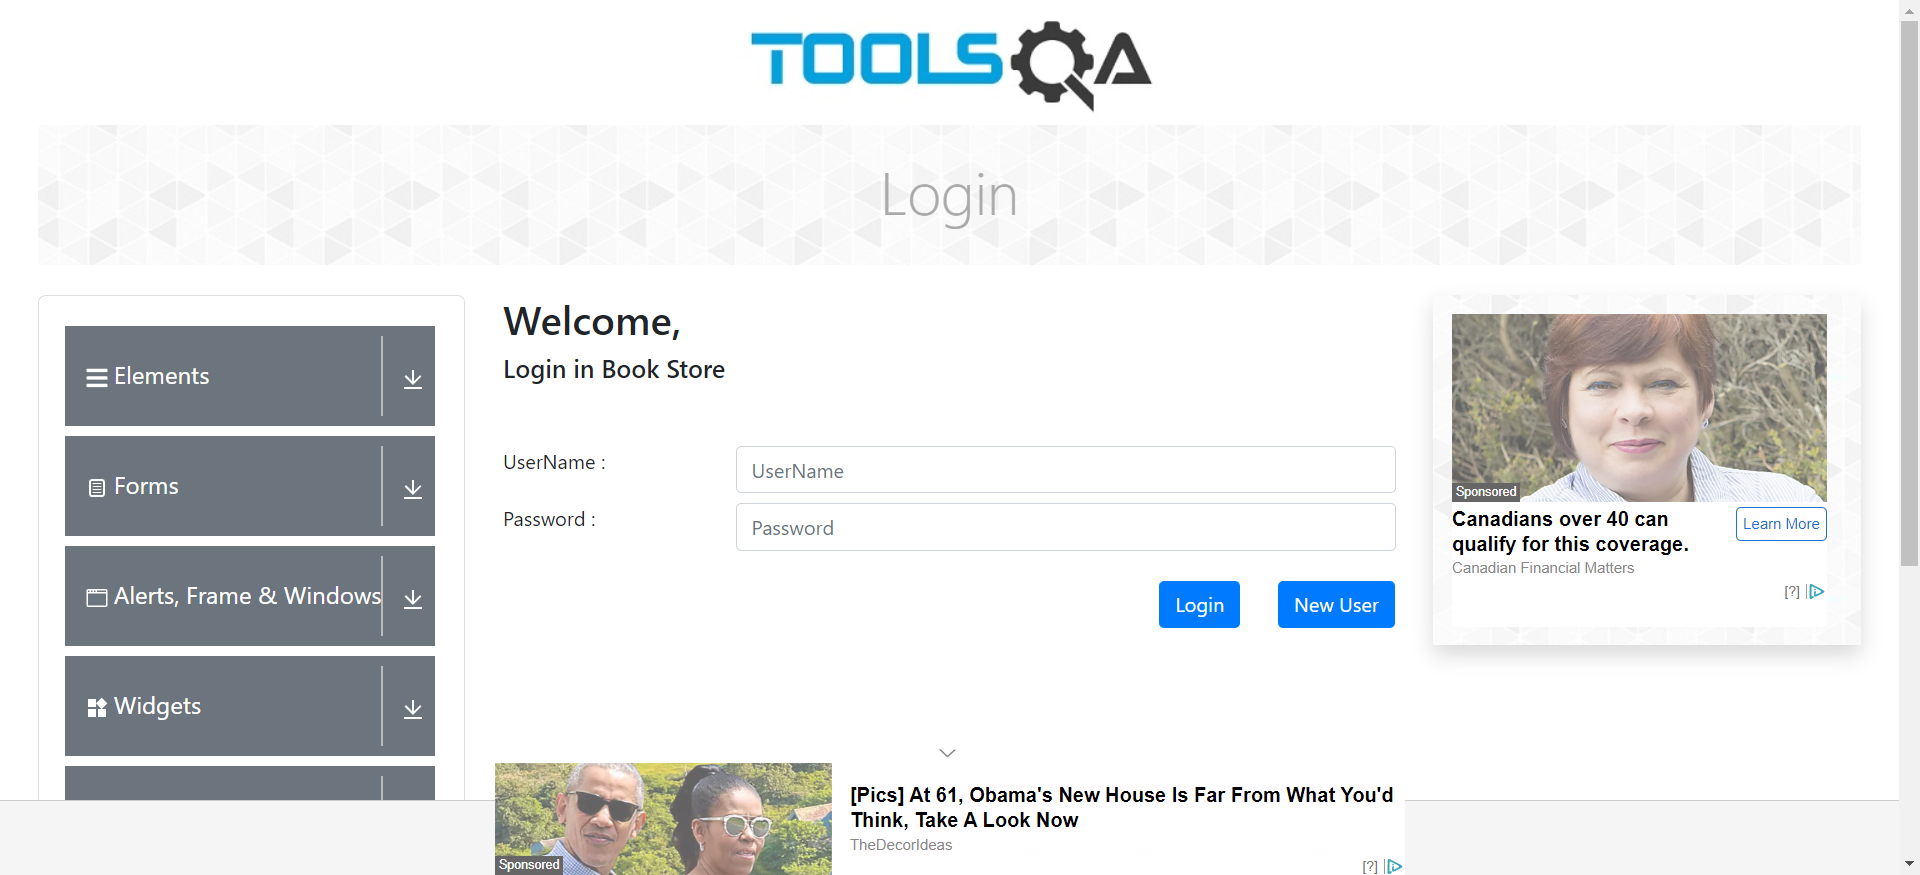 TOOLSQA
Login
Elements
Forms
Alerts, Frame & Windows
Widgets
Welcome,
Login in Book Store
UserName :
UserName
Password :
Password
Login
New User
Sponsored
Canadians over 40 can
qualify for this coverage.
Canadian Financial Matters
Learn More
[?]
[Pics] At 61, Obama's New House Is Far From What You'd
Think, Take A Look Now
TheDecorIdeas
Sponsored
[?]